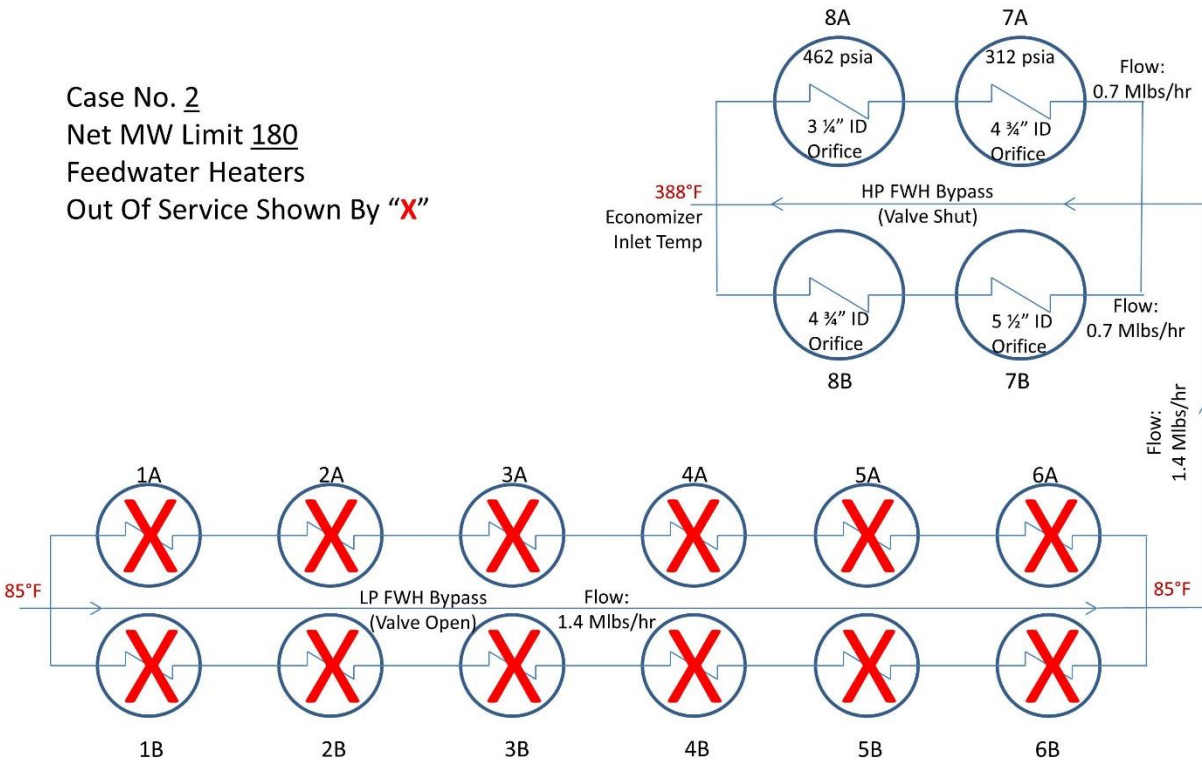 Case No. 2
Net MW Limit 180
Feedwater Heaters
Out Of Service Shown By “X”
8A
7A
462 psia
312 psia
Flow:
0.7 Mlbs/hr
3 ¼” ID
Orifice
4 ¾” ID
Orifice
388°F
Economizer
Inlet Temp
HP FWH Bypass
(Valve Shut)
4 ¾” ID
Orifice
5 ½” ID
Orifice
Flow:
0.7 Mlbs/hr
8B
7B
Flow:
1.4 Mlbs/hr
1A
2A
3A
4A
5A
6A
X
X
X
X
X
X
85°F
LP FWH Bypass
(Valve Open)
Flow:
1.4 Mlbs/hr
85°F
X
X
X
X
X
X
1B
2B
3B
4B
5B
6B